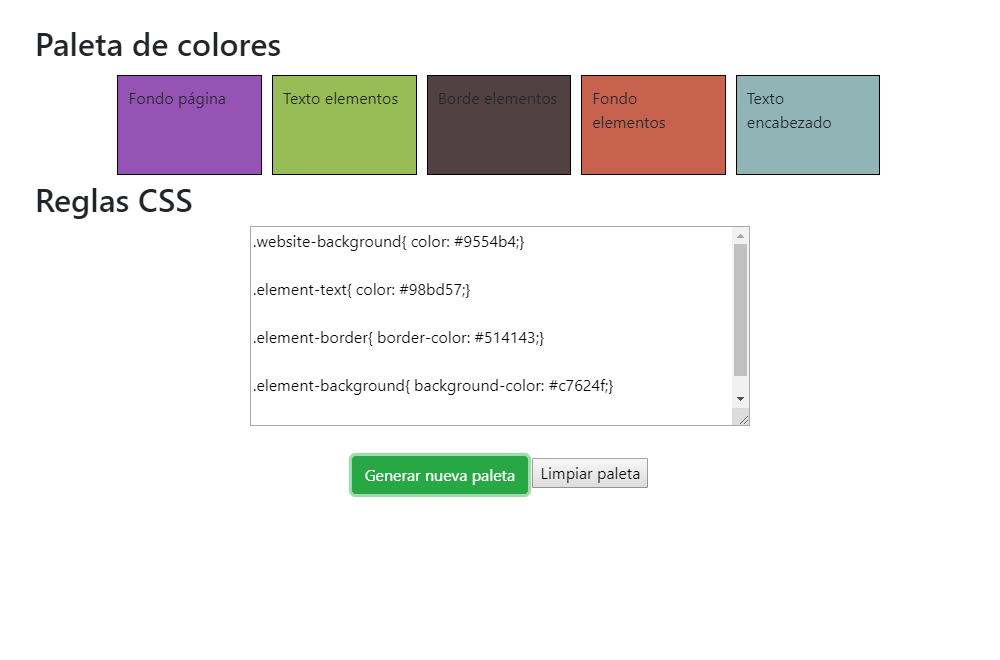 Paleta de colores
Fondo página
Texto elementos
Borde elementos
Fondo
elementos
Texto
encabezado
Reglas CSS
.website-background{ color: #9554b4;}
.element-text{ color: #98bd57;}
.element-border{ border-color: #514143;}
.element-background{ background-color: #c7624f;}
Generar nueva paleta
Limpiar paleta